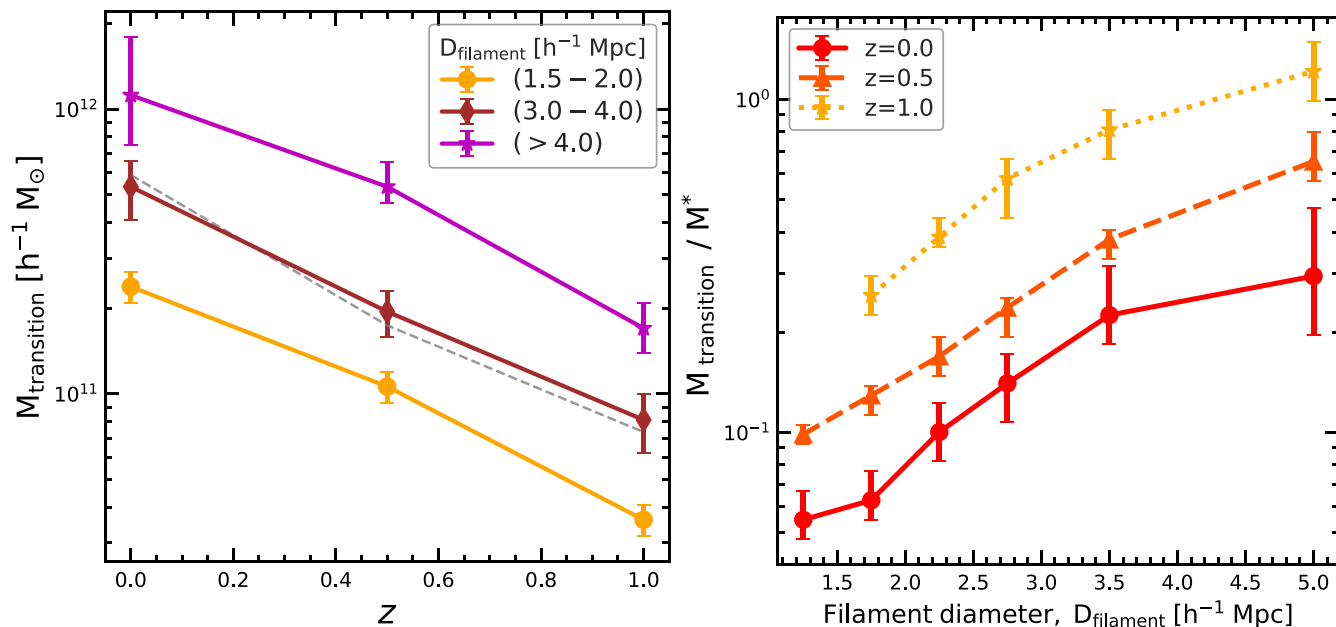 D_filament [h⁻¹ Mpc]
(1.5 − 2.0)
(3.0 − 4.0)
( > 4.0)
10¹²
10¹¹
M_transition [h⁻¹ M_⊙]
0.0 0.2 0.4 0.6 0.8 1.0
z
z=0.0
z=0.5
z=1.0
10⁰
10⁻¹
M_transition / M*
1.5 2.0 2.5 3.0 3.5 4.0 4.5 5.0
Filament diameter, D_filament [h⁻¹ Mpc]